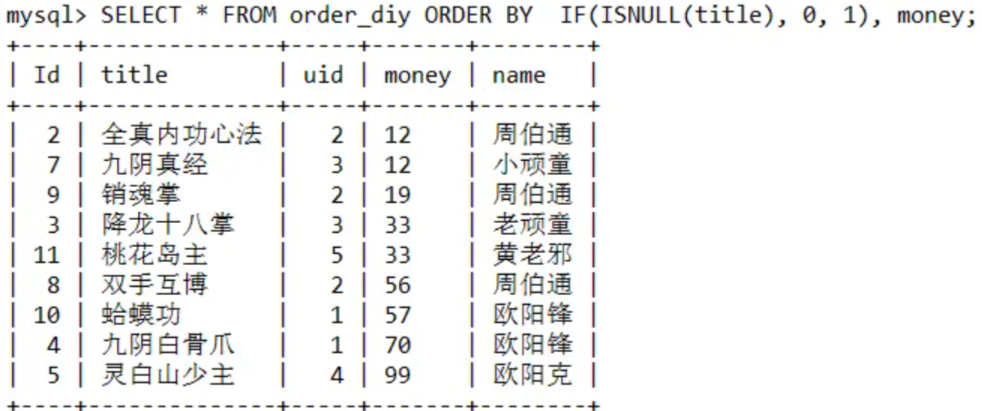 mysql> SELECT * FROM order_diy ORDER BY  IF(ISNULL(title), 0, 1), money;
+----+--------------+-----+-------+--------+
| Id | title        | uid | money | name   |
+----+--------------+-----+-------+--------+
|  2 | 全真内功心法 |   2 | 12    | 周伯通 |
|  7 | 九阴真经     |   3 | 12    | 小顽童 |
|  9 | 销魂掌       |   2 | 19    | 周伯通 |
|  3 | 降龙十八掌   |   3 | 33    | 老顽童 |
| 11 | 桃花岛主     |   5 | 33    | 黄老邪 |
|  8 | 双手互博     |   2 | 56    | 周伯通 |
| 10 | 蛤蟆功       |   1 | 57    | 欧阳锋 |
|  4 | 九阴白骨爪   |   1 | 70    | 欧阳锋 |
|  5 | 灵白山少主   |   4 | 99    | 欧阳克 |
+----+--------------+-----+-------+--------+